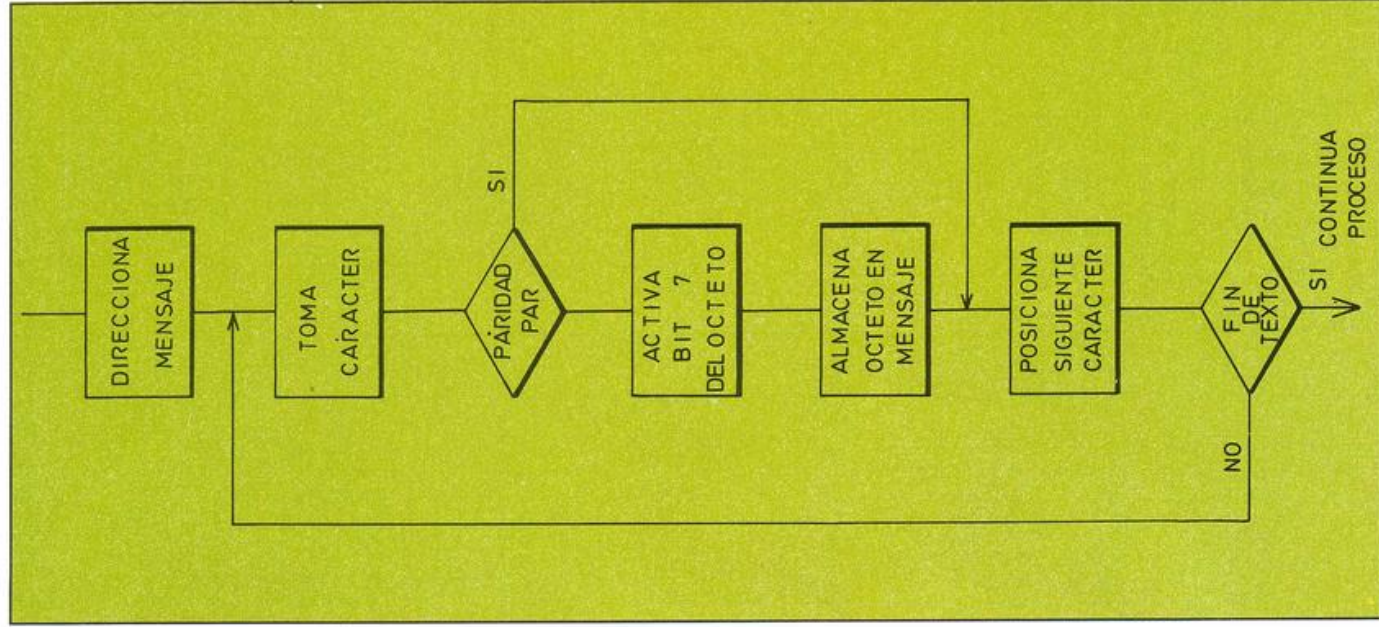 DIRECCIONA
MENSAJE
TOMA
CARACTER
PARIDAD
PAR
SI
ACTIVA
BIT 7
DEL OCTETO
ALMACENA
OCTETO EN
MENSAJE
POSICIONA
SIGUIENTE
CARACTER
FIN
DE
TEXTO
NO
SI
CONTINUA
PROCESO